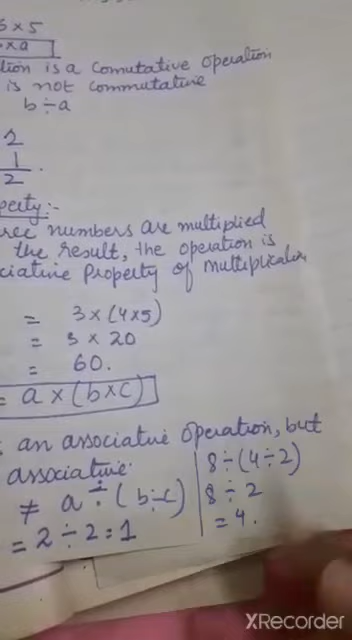 3 × 5
× a
tion is a Comutative operation
is not commutative
b ÷ a
2
1
2 .
perty:-
ree numbers are multiplied
the result, the operation is
ciative Property of multiplication
= 3 × (4×5)
= 3 × 20
= 60.
= a × (b×c)
an associative operation, but
associative.
≠ a ÷ (b÷c)
= 2 ÷ 2 = 1
8 ÷ (4 ÷ 2)
8 ÷ 2
= 4.
XRecorder